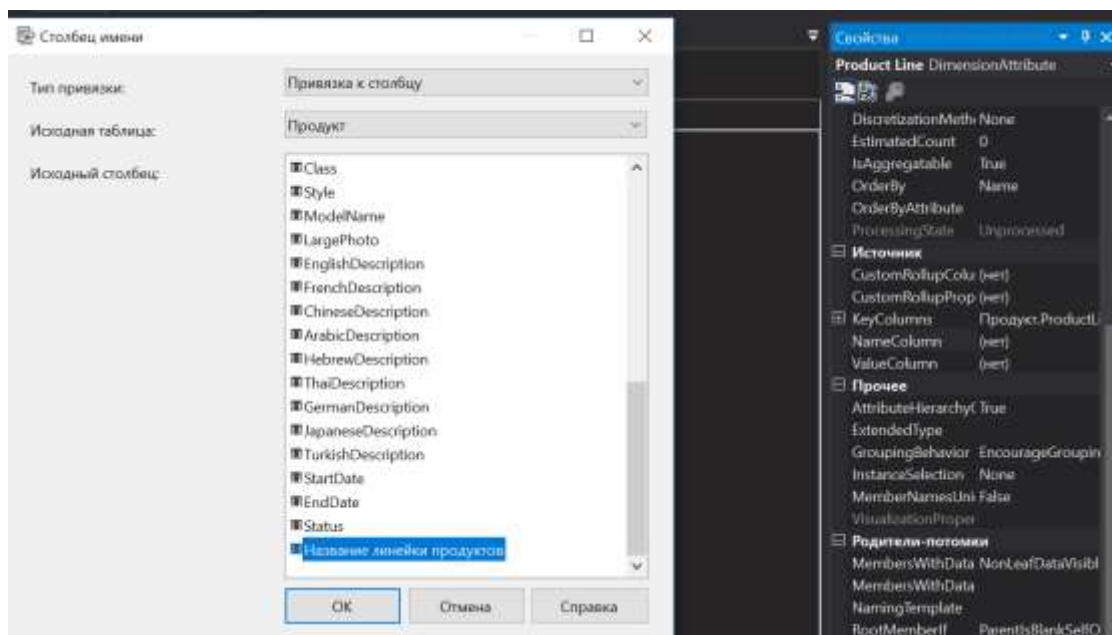 Столбец имени
Тип привязки:
Привязка к столбцу
Исходная таблица:
Продукт
Исходный столбец:
Class
Style
ModelName
LargePhoto
EnglishDescription
FrenchDescription
ChineseDescription
ArabicDescription
HebrewDescription
ThaiDescription
GermanDescription
JapaneseDescription
TurkishDescription
StartDate
EndDate
Status
Название линейки продуктов
OK
Отмена
Справка
Свойства
Product Line DimensionAttribute
DiscretizationMeth None
EstimatedCount 0
IsAggregatable True
OrderBy Name
OrderByAttribute
ProcessingState Unprocessed
Источник
CustomRollupColu (нет)
CustomRollupProp (нет)
KeyColumns Продукт.ProductL
NameColumn (нет)
ValueColumn (нет)
Прочее
AttributeHierarchyC True
ExtendedType
GroupingBehavior EncourageGroupin
InstanceSelection None
MemberNamesUni False
VisualizationProper
Родители-потомки
MembersWithData NonLeafDataVisibl
MembersWithData
NamingTemplate
RootMemberIf ParentIsBlankSelfO